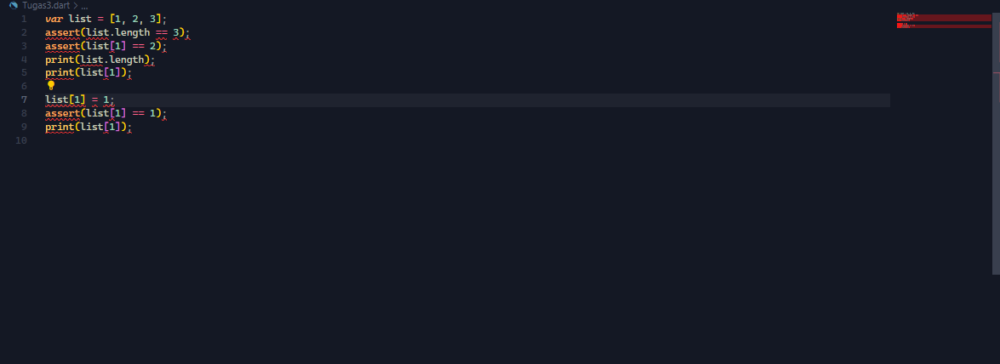 Tugas3.dart > ...
1 var list = [1, 2, 3];
2 assert(list.length == 3);
3 assert(list[1] == 2);
4 print(list.length);
5 print(list[1]);
6
7 list[1] = 1;
8 assert(list[1] == 1);
9 print(list[1]);
10